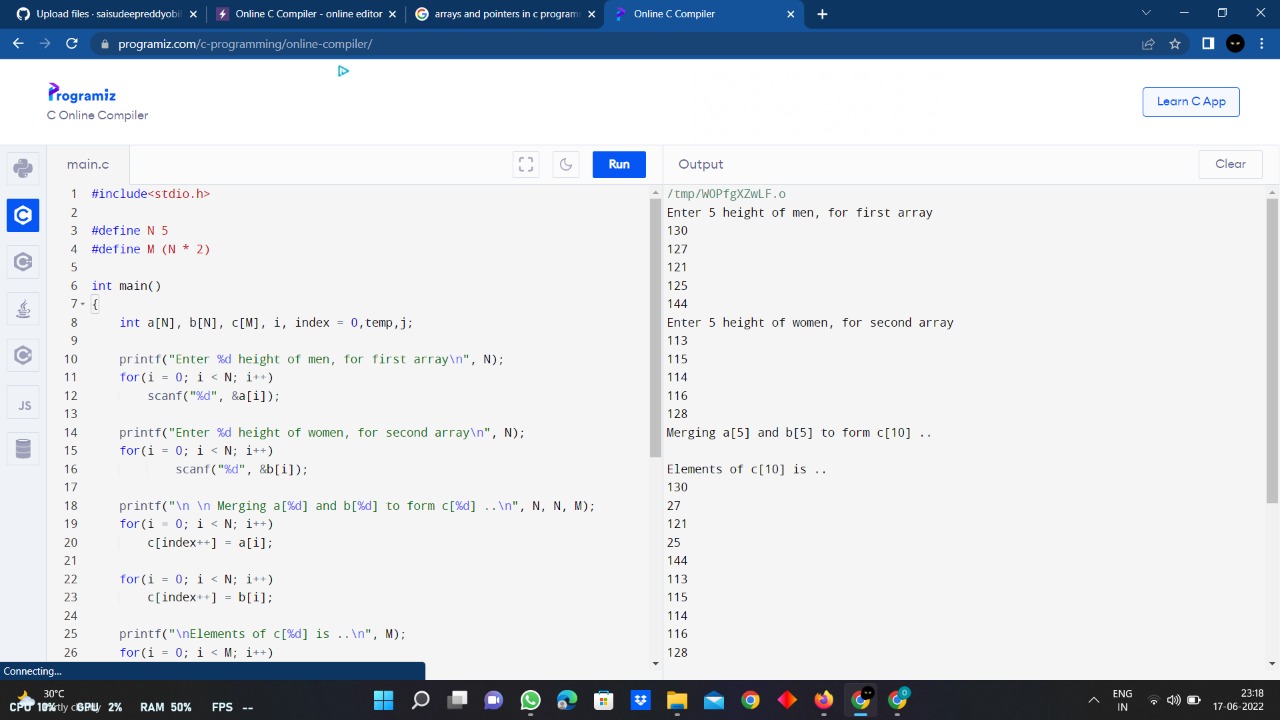 Upload files · saisudeepreddyobil
Online C Compiler - online editor
arrays and pointers in c programm
Online C Compiler
programiz.com/c-programming/online-compiler/
Programiz
C Online Compiler
Learn C App
main.c
Run
Output
Clear
JS
1 #include<stdio.h>
2
3 #define N 5
4 #define M (N * 2)
5
6 int main()
7 {
8 int a[N], b[N], c[M], i, index = 0,temp,j;
9
10 printf("Enter %d height of men, for first array\n", N);
11 for(i = 0; i < N; i++)
12 scanf("%d", &a[i]);
13
14 printf("Enter %d height of women, for second array\n", N);
15 for(i = 0; i < N; i++)
16 scanf("%d", &b[i]);
17
18 printf("\n \n Merging a[%d] and b[%d] to form c[%d] ..\n", N, N, M);
19 for(i = 0; i < N; i++)
20 c[index++] = a[i];
21
22 for(i = 0; i < N; i++)
23 c[index++] = b[i];
24
25 printf("\nElements of c[%d] is ..\n", M);
26 for(i = 0; i < M; i++)
/tmp/WOPfgXZwLF.o
Enter 5 height of men, for first array
130
127
121
125
144
Enter 5 height of women, for second array
113
115
114
116
128
Merging a[5] and b[5] to form c[10] ..
Elements of c[10] is ..
130
27
121
25
144
113
115
114
116
128
Connecting...
30°C
CPU 10% GPU 2% RAM 50% FPS --
ENG
IN
23:18
17-06-2022